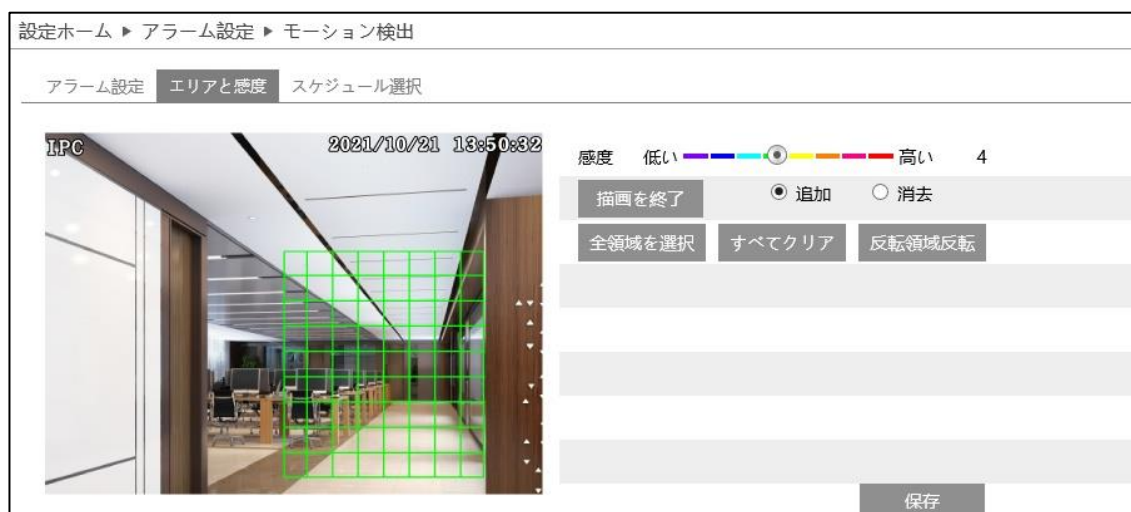 設定ホーム ▶ アラーム設定 ▶ モーション検出
アラーム設定 エリアと感度 スケジュール選択
IPC 2021/10/21 13:50:32
感度 低い 高い 4
描画を終了 追加 消去
全領域を選択 すべてクリア 反転領域反転
保存